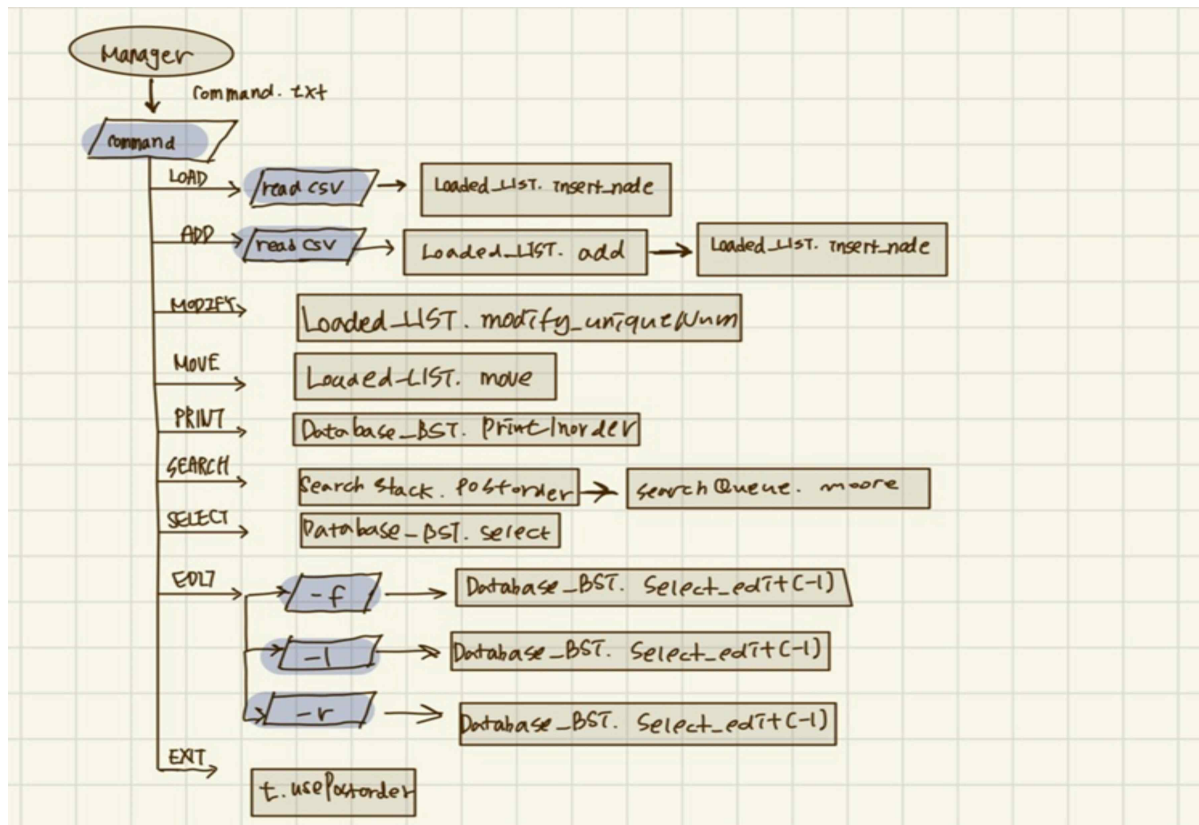 Manager
command.txt
command
LOAD
read csv
Loaded_LIST. insert_node
ADD
read csv
Loaded_LIST. add
Loaded_LIST. insert_node
MODIFY
Loaded_LIST. modify_uniqueNum
MOVE
Loaded_LIST. move
PRINT
Database_BST. PrintInorder
SEARCH
Search Stack. Postorder
searchQueue. moore
SELECT
Database_BST. select
EDIT
-f
Database_BST. Select_edit(-1)
-l
Database_BST. Select_edit(-1)
-r
Database_BST. Select_edit(-1)
EXIT
t.usePostorder